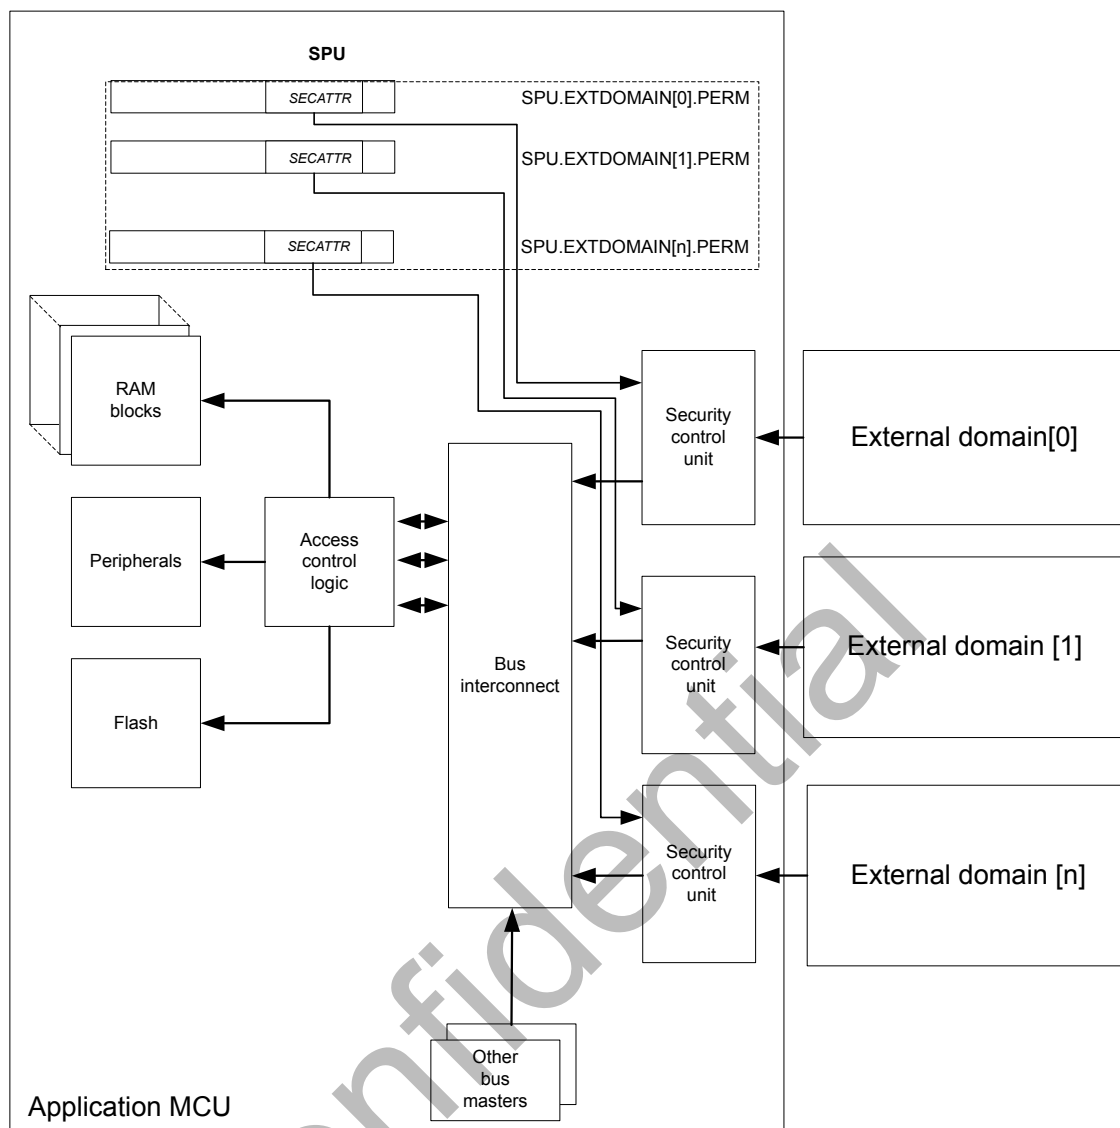 SPU
SECATTR
SPU.EXTDOMAIN[0].PERM
SECATTR
SPU.EXTDOMAIN[1].PERM
SECATTR
SPU.EXTDOMAIN[n].PERM
RAM
blocks
Peripherals
Flash
Access
control
logic
Bus
interconnect
Security
control
unit
External domain[0]
Security
control
unit
External domain [1]
Security
control
unit
External domain [n]
Other
bus
masters
Application MCU
nfidential